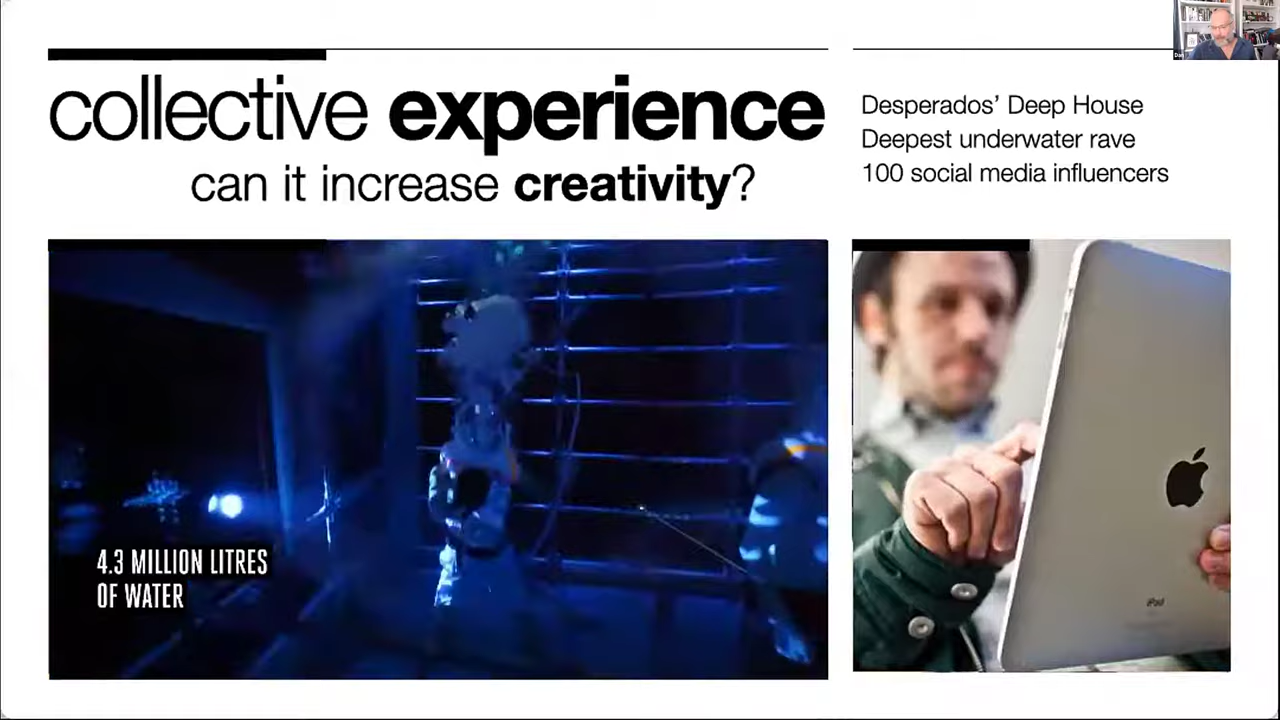 collective experience
can it increase creativity?
Desperados’ Deep House
Deepest underwater rave
100 social media influencers
4.3 MILLION LITRES
OF WATER
iPad